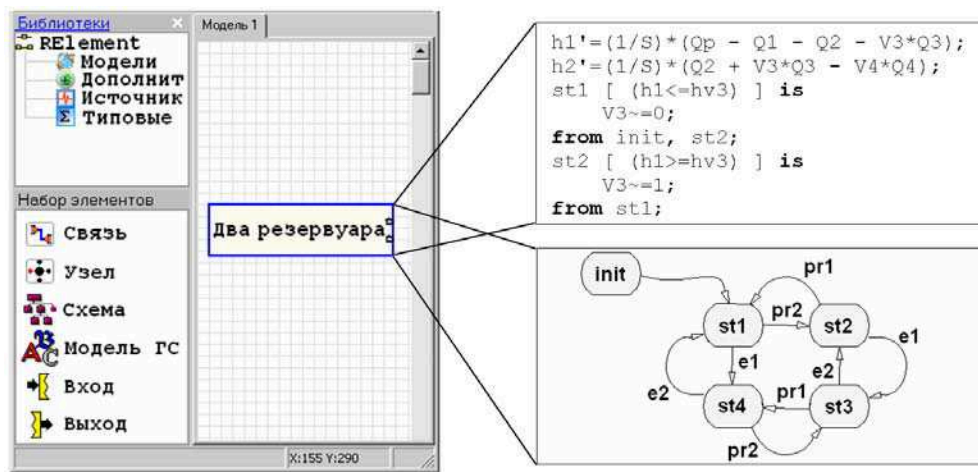 Библиотеки
RElement
Модели
Дополнит
Источник
Типовые
Набор элементов
Связь
Узел
Схема
Модель ГС
Вход
Выход
Модель 1
Два резервуара
X:155 Y:290
h1'=(1/S)*(Qp - Q1 - Q2 - V3*Q3);
h2'=(1/S)*(Q2 + V3*Q3 - V4*Q4);
st1 [ (h1<=hv3) ] is
V3~=0;
from init, st2;
st2 [ (h1>=hv3) ] is
V3~=1;
from st1;
init
pr1
st1
pr2
st2
e1
e1
e2
e2
st4
pr1
st3
pr2